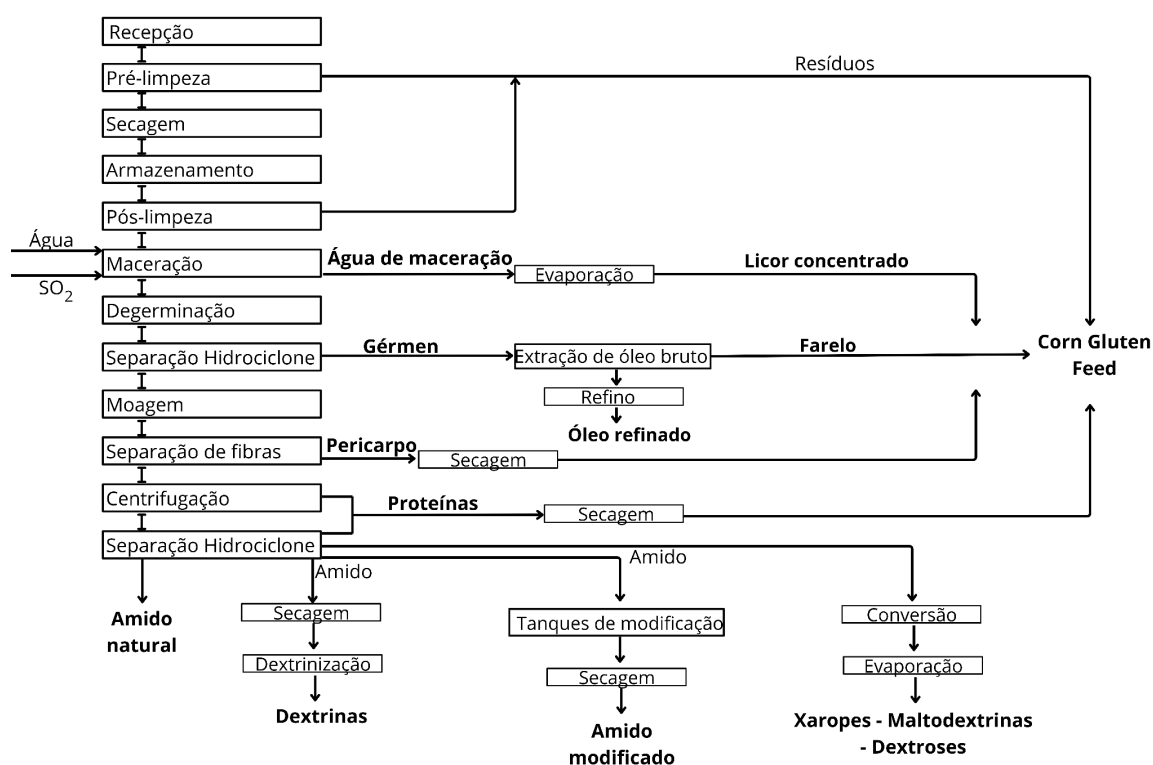 Recepção
Pré-limpeza
Resíduos
Secagem
Armazenamento
Pós-limpeza
Água
SO2
Maceração
Água de maceração
Evaporação
Licor concentrado
Degerminação
Separação Hidrociclone
Gérmen
Extração de óleo bruto
Farelo
Corn Gluten
Feed
Refino
Óleo refinado
Moagem
Separação de fibras
Pericarpo
Secagem
Centrifugação
Proteínas
Secagem
Separação Hidrociclone
Amido
natural
Amido
Secagem
Dextrinização
Dextrinas
Amido
Tanques de modificação
Secagem
Amido
modificado
Conversão
Evaporação
Xaropes - Maltodextrinas
- Dextroses